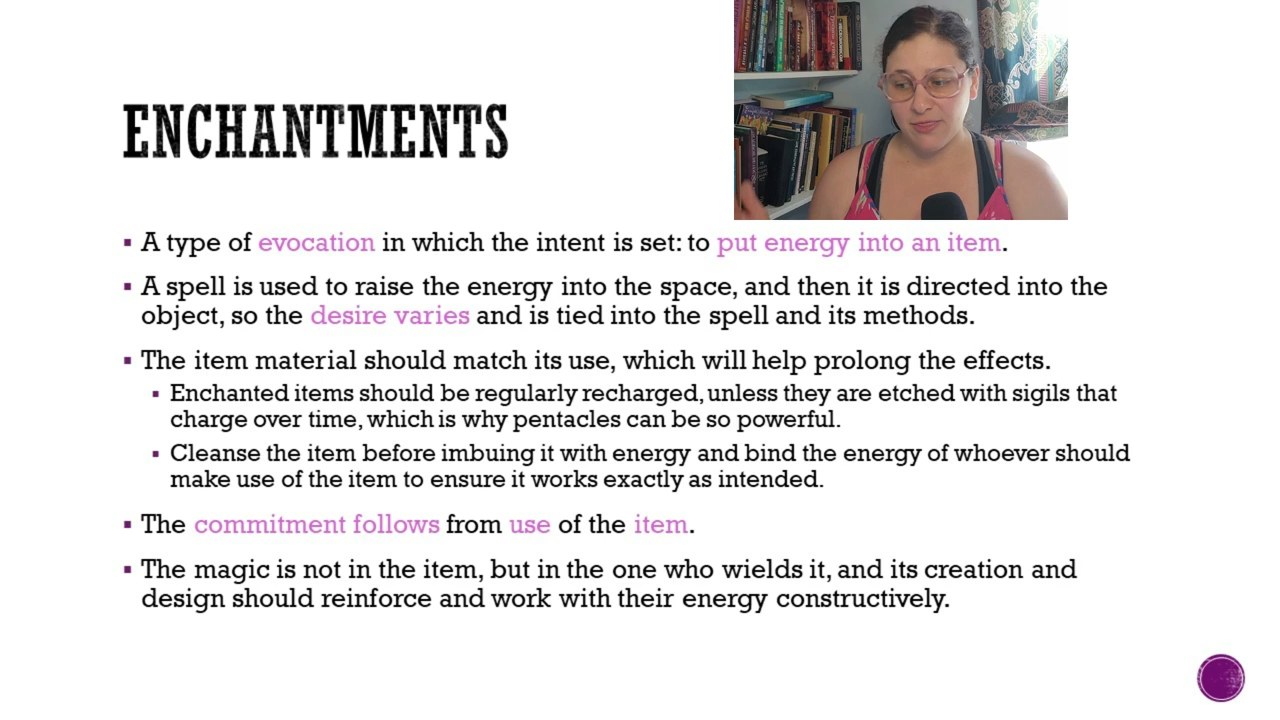 ENCHANTMENTS
▪ A type of evocation in which the intent is set: to put energy into an item.
▪ A spell is used to raise the energy into the space, and then it is directed into the
object, so the desire varies and is tied into the spell and its methods.
▪ The item material should match its use, which will help prolong the effects.
▪ Enchanted items should be regularly recharged, unless they are etched with sigils that
charge over time, which is why pentacles can be so powerful.
▪ Cleanse the item before imbuing it with energy and bind the energy of whoever should
make use of the item to ensure it works exactly as intended.
▪ The commitment follows from use of the item.
▪ The magic is not in the item, but in the one who wields it, and its creation and
design should reinforce and work with their energy constructively.